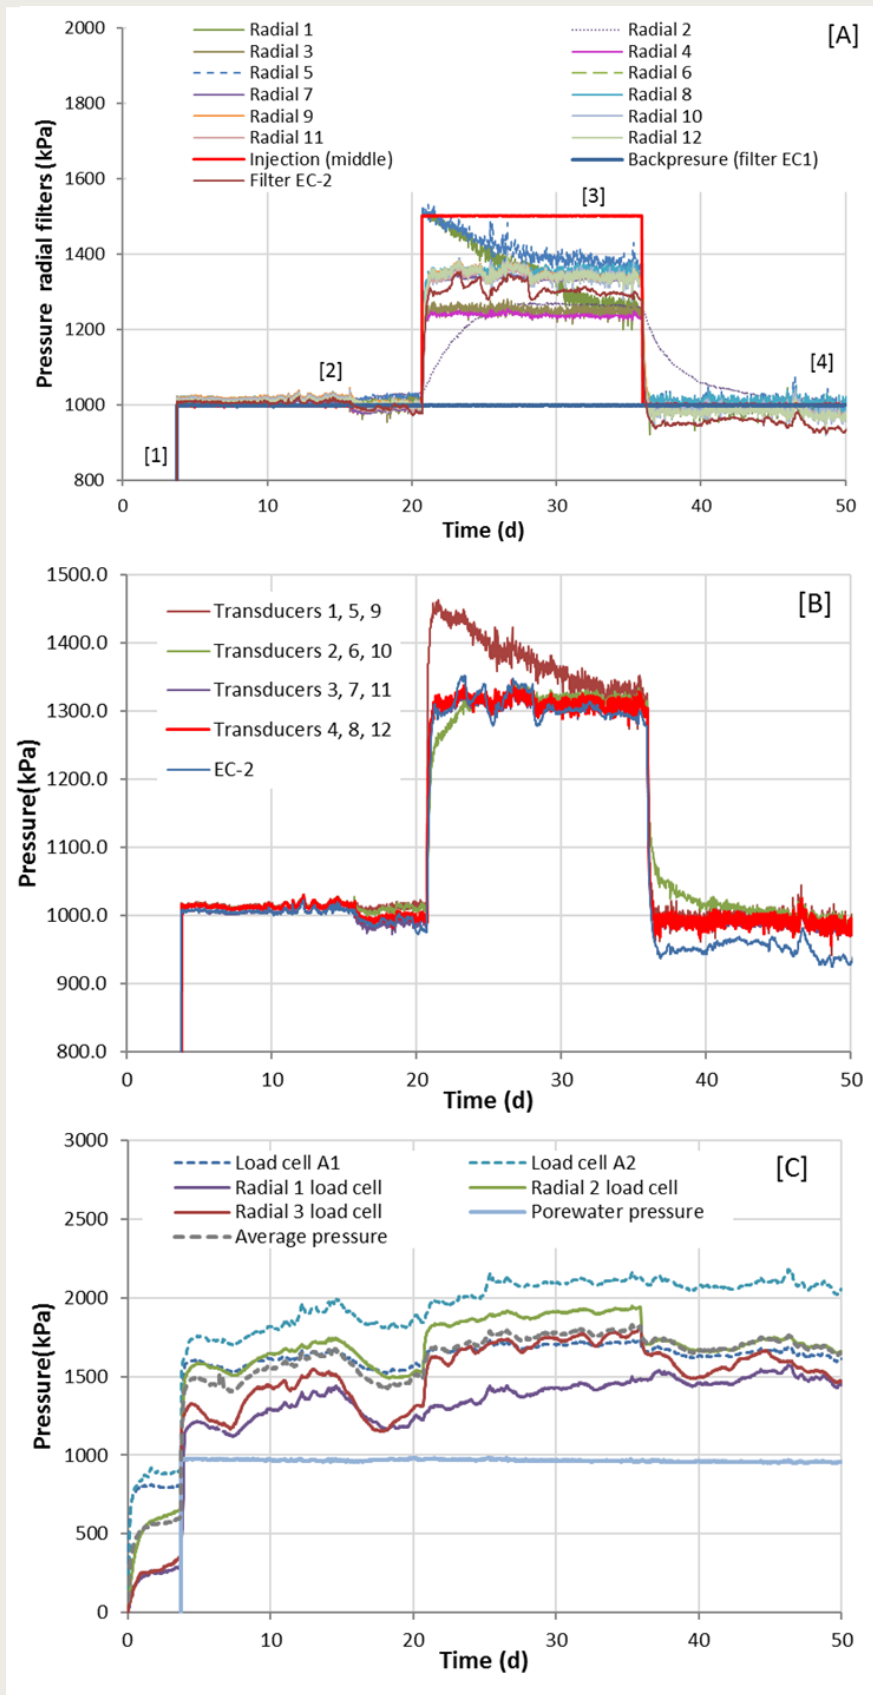 [A]
2000
1800
1600
1400
1200
1000
800
Pressure radial filters (kPa)
Radial 1
Radial 2
Radial 3
Radial 4
Radial 5
Radial 6
Radial 7
Radial 8
Radial 9
Radial 10
Radial 11
Radial 12
Injection (middle)
Backpresure (filter EC1)
Filter EC-2
[3]
[2]
[4]
[1]
0 10 20 30 40 50
Time (d)
[B]
1500.0
1400.0
1300.0
1200.0
1100.0
1000.0
900.0
800.0
Pressure(kPa)
Transducers 1, 5, 9
Transducers 2, 6, 10
Transducers 3, 7, 11
Transducers 4, 8, 12
EC-2
0 10 20 30 40 50
Time (d)
[C]
3000
2500
2000
1500
1000
500
0
Pressure(kPa)
Load cell A1
Load cell A2
Radial 1 load cell
Radial 2 load cell
Radial 3 load cell
Porewater pressure
Average pressure
0 10 20 30 40 50
Time (d)